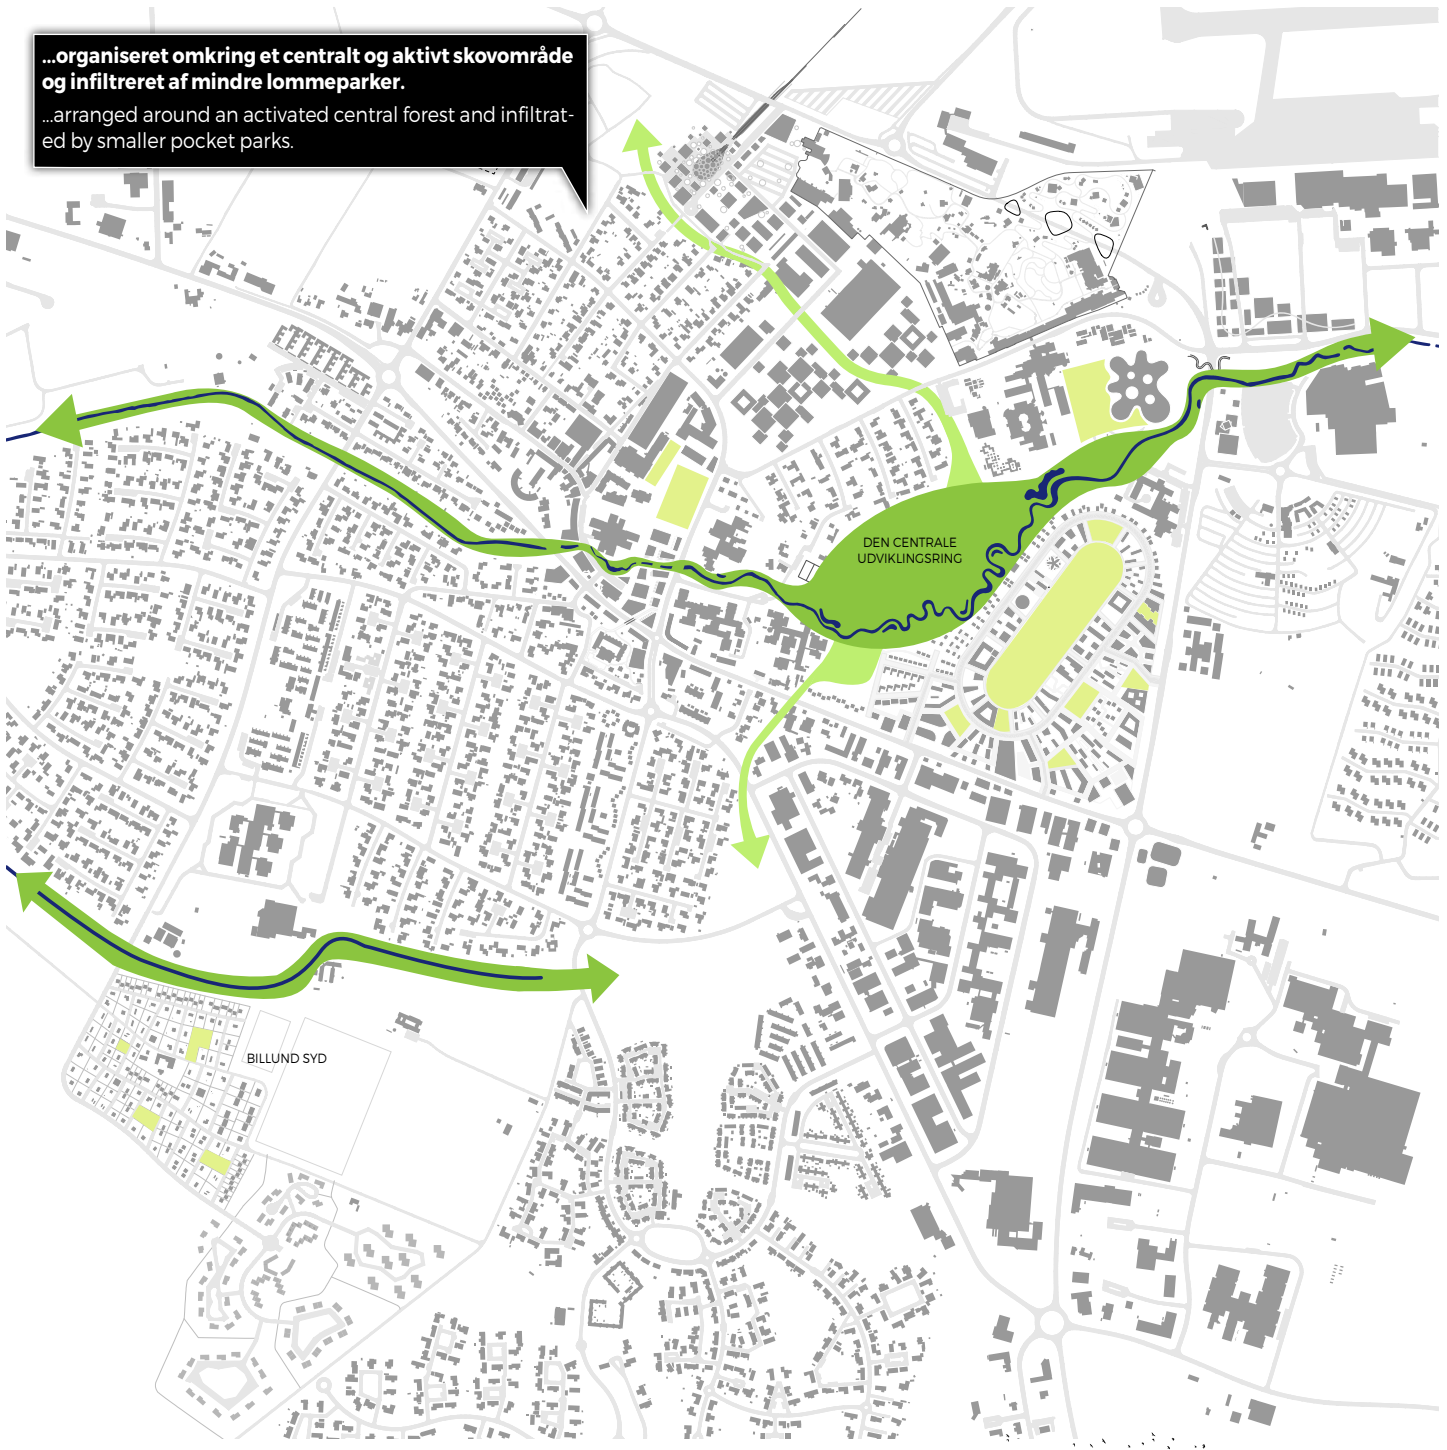 ...organiseret omkring et centralt og aktivt skovområde
og infiltreret af mindre lommeparker.
...arranged around an activated central forest and infiltrat-
ed by smaller pocket parks.
DEN CENTRALE
UDVIKLINGSRING
BILLUND SYD